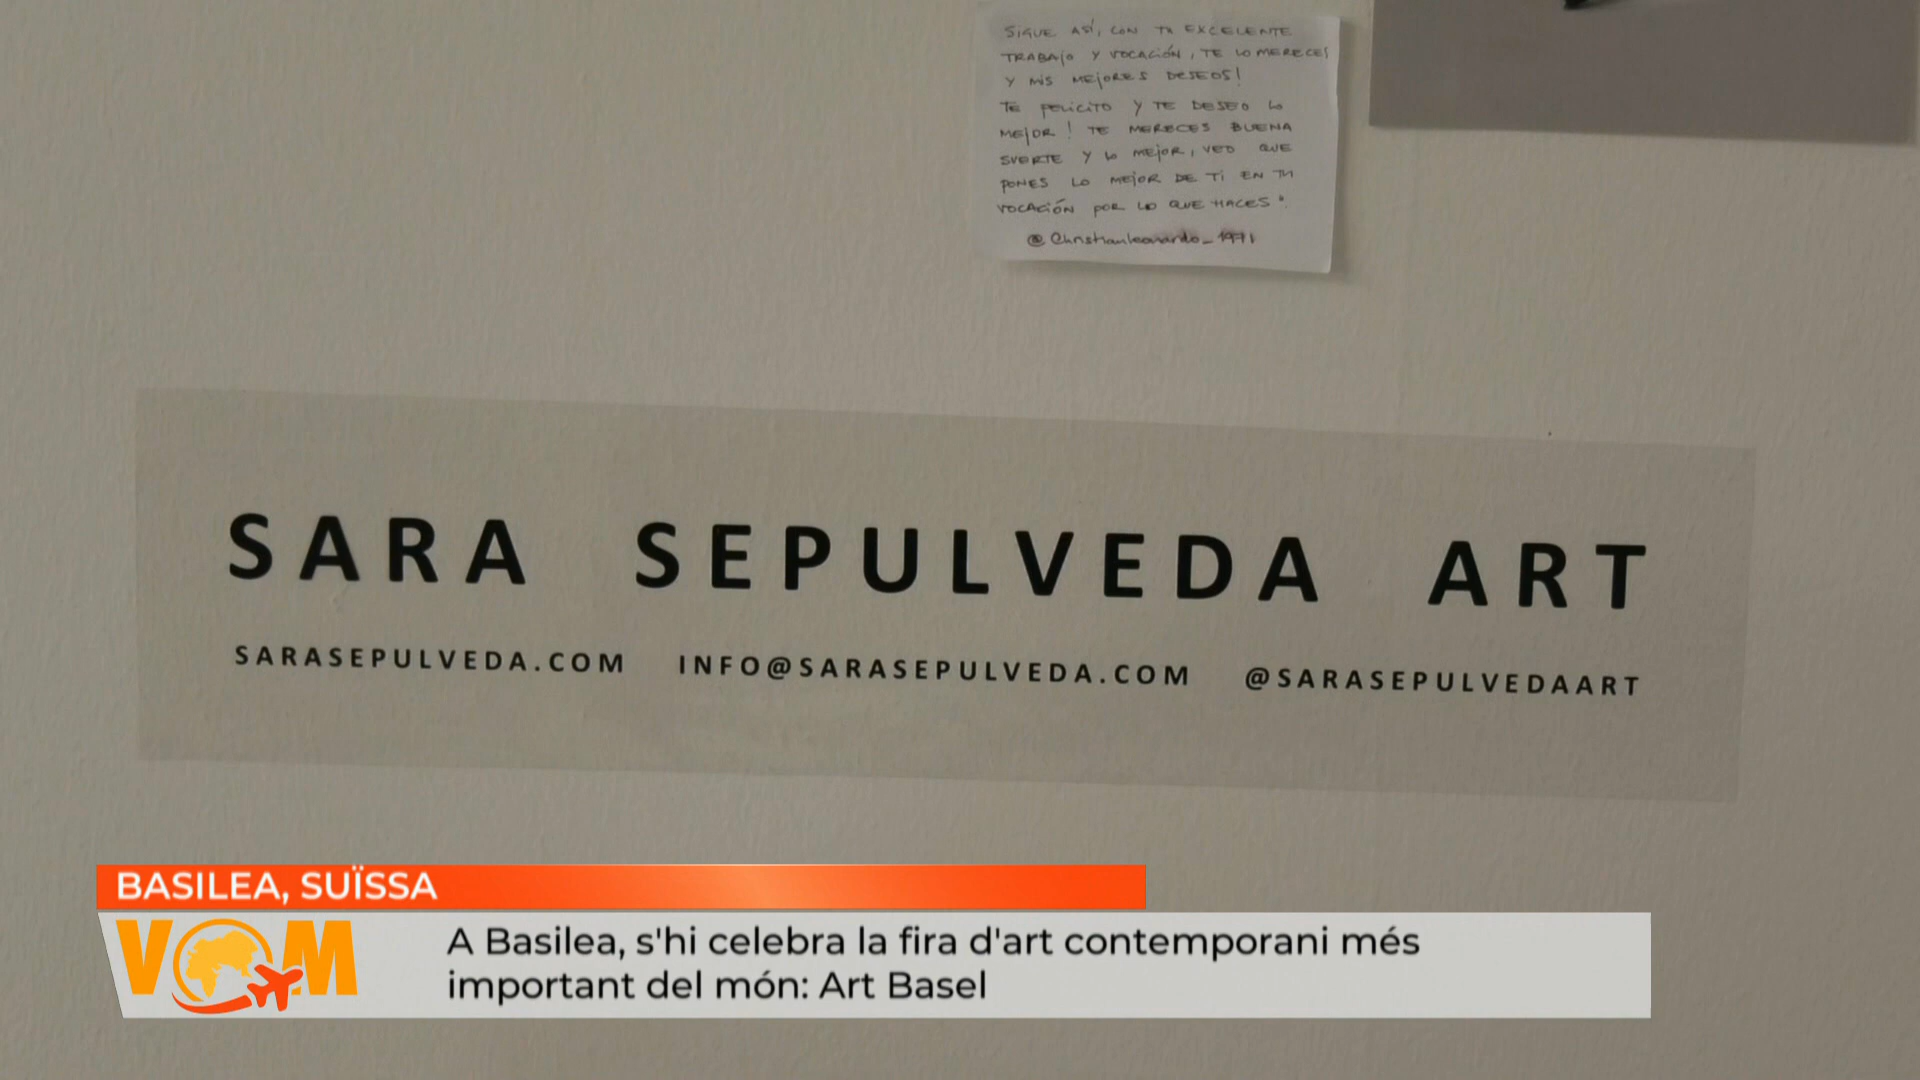 SIGUE ASÍ, CON TU EXCELENTE
TRABAJO Y VOCACIÓN, TE LO MERECES
Y MIS MEJORES DESEOS!
TE FELICITO Y TE DESEO LO
MEJOR! TE MERECES BUENA
SUERTE Y LO MEJOR, VEO QUE
PONES LO MEJOR DE TI EN TU
VOCACIÓN POR LO QUE HACES".
@Christianleonardo_1971
SARA SEPULVEDA ART
SARASEPULVEDA.COM INFO@SARASEPULVEDA.COM @SARASEPULVEDAART
BASILEA, SUÏSSA
VOM
A Basilea, s'hi celebra la fira d'art contemporani més
important del món: Art Basel